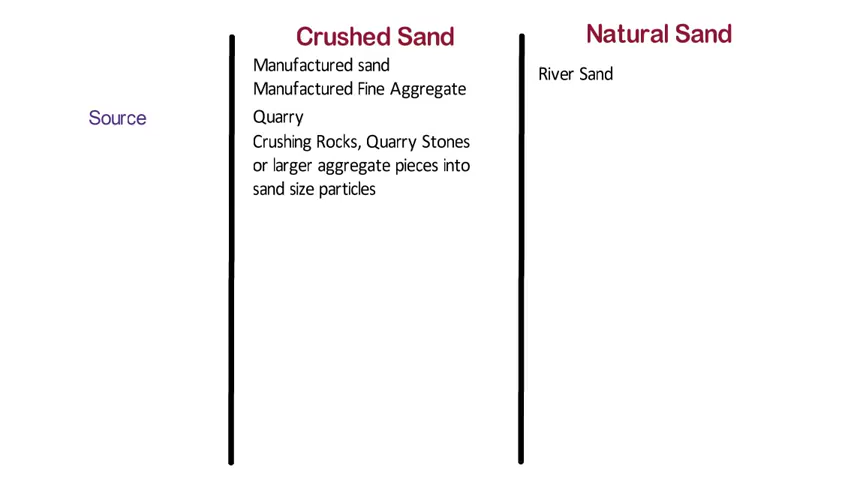 Crushed Sand
Natural Sand
Manufactured sand
Manufactured Fine Aggregate
River Sand
Source
Quarry
Crushing Rocks, Quarry Stones
or larger aggregate pieces into
sand size particles